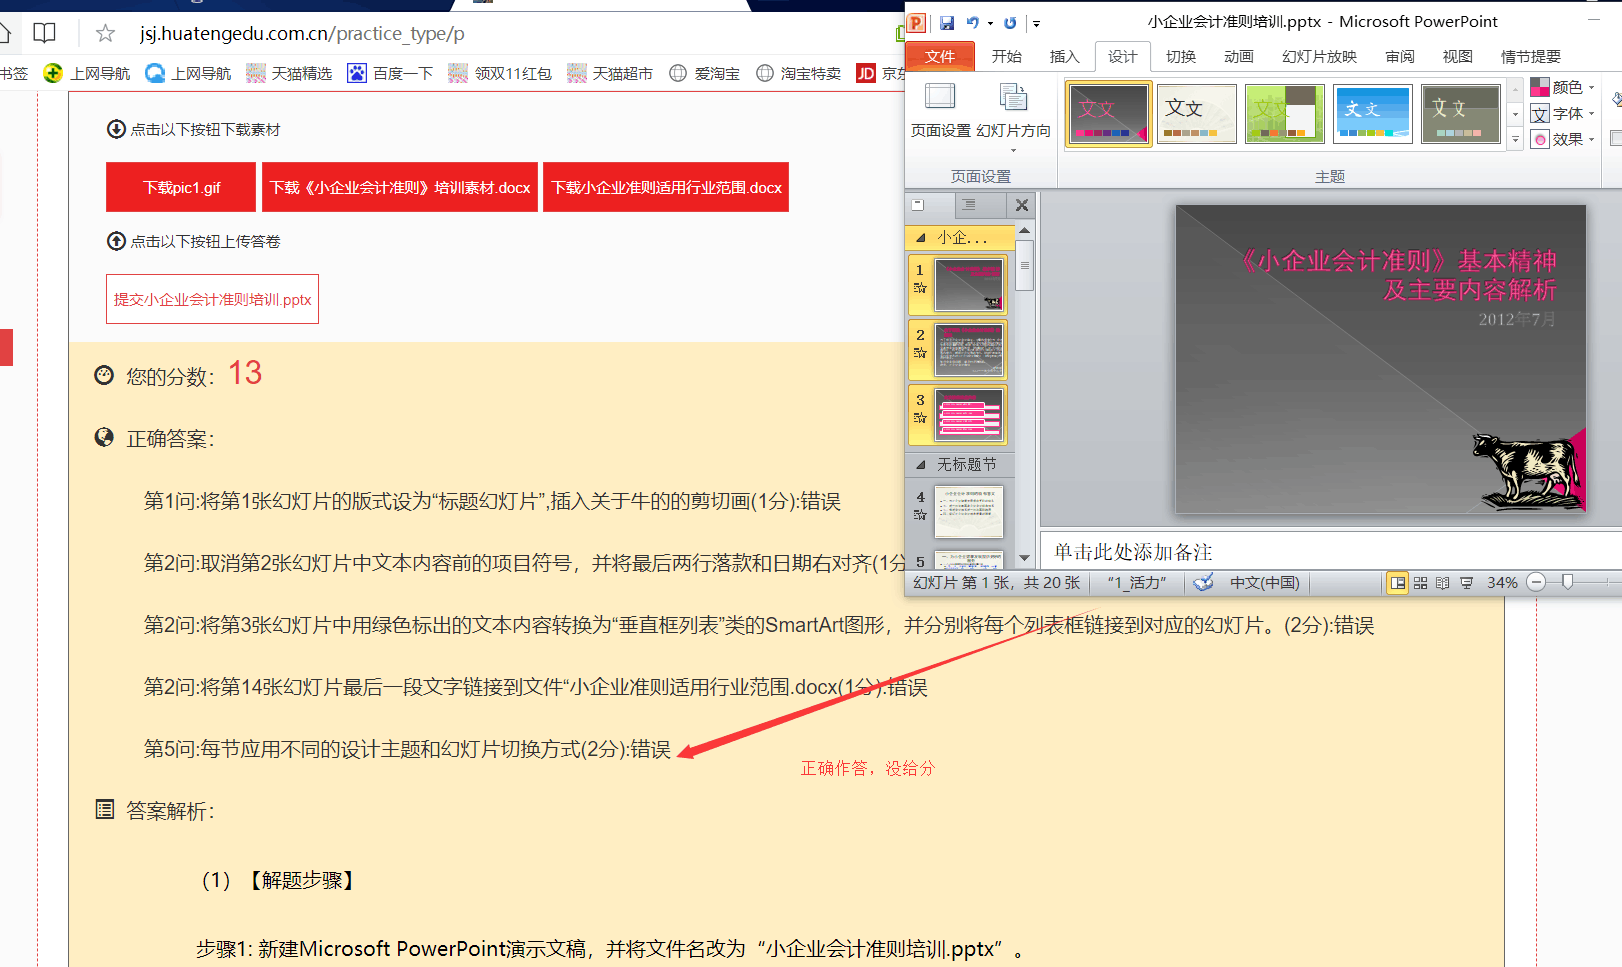 jsj.huatengedu.com.cn/practice_type/p
书签 上网导航 上网导航 天猫精选 百度一下 领双11红包 天猫超市 爱淘宝 淘宝特卖 JD 京东
点击以下按钮下载素材
下载pic1.gif 下载《小企业会计准则》培训素材.docx 下载小企业准则适用行业范围.docx
点击以下按钮上传答卷
提交小企业会计准则培训.pptx
您的分数： 13
正确答案：
第1问:将第1张幻灯片的版式设为“标题幻灯片”,插入关于牛的的剪切画(1分):错误
第2问:取消第2张幻灯片中文本内容前的项目符号，并将最后两行落款和日期右对齐(1分
第2问:将第3张幻灯片中用绿色标出的文本内容转换为“垂直框列表”类的SmartArt图形，并分别将每个列表框链接到对应的幻灯片。(2分):错误
第2问:将第14张幻灯片最后一段文字链接到文件“小企业准则适用行业范围.docx(1分):错误
第5问:每节应用不同的设计主题和幻灯片切换方式(2分):错误
正确作答，没给分
答案解析：
（1）【解题步骤】
步骤1: 新建Microsoft PowerPoint演示文稿，并将文件名改为“小企业会计准则培训.pptx”。
P 小企业会计准则培训.pptx - Microsoft PowerPoint
文件 开始 插入 设计 切换 动画 幻灯片放映 审阅 视图 情节提要
页面设置 幻灯片方向
文文 文文 文文 文文 文文
颜色
文 字体
效果
页面设置 主题
小企...
1
2
3
无标题节
4
5
《小企业会计准则》基本精神
及主要内容解析
2012年7月
单击此处添加备注
幻灯片 第 1 张，共 20 张 “1_活力” 中文(中国) 34%